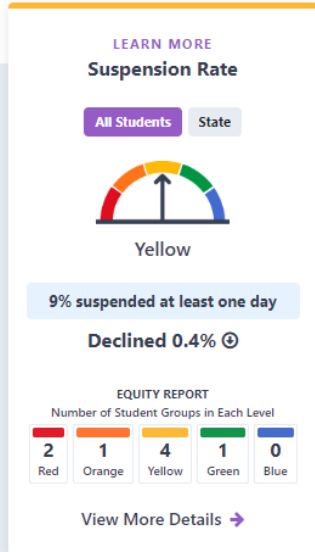 LEARN MORE
Suspension Rate
All Students State
Yellow
9% suspended at least one day
Declined 0.4%
EQUITY REPORT
Number of Student Groups in Each Level
2 1 4 1 0
Red Orange Yellow Green Blue
View More Details